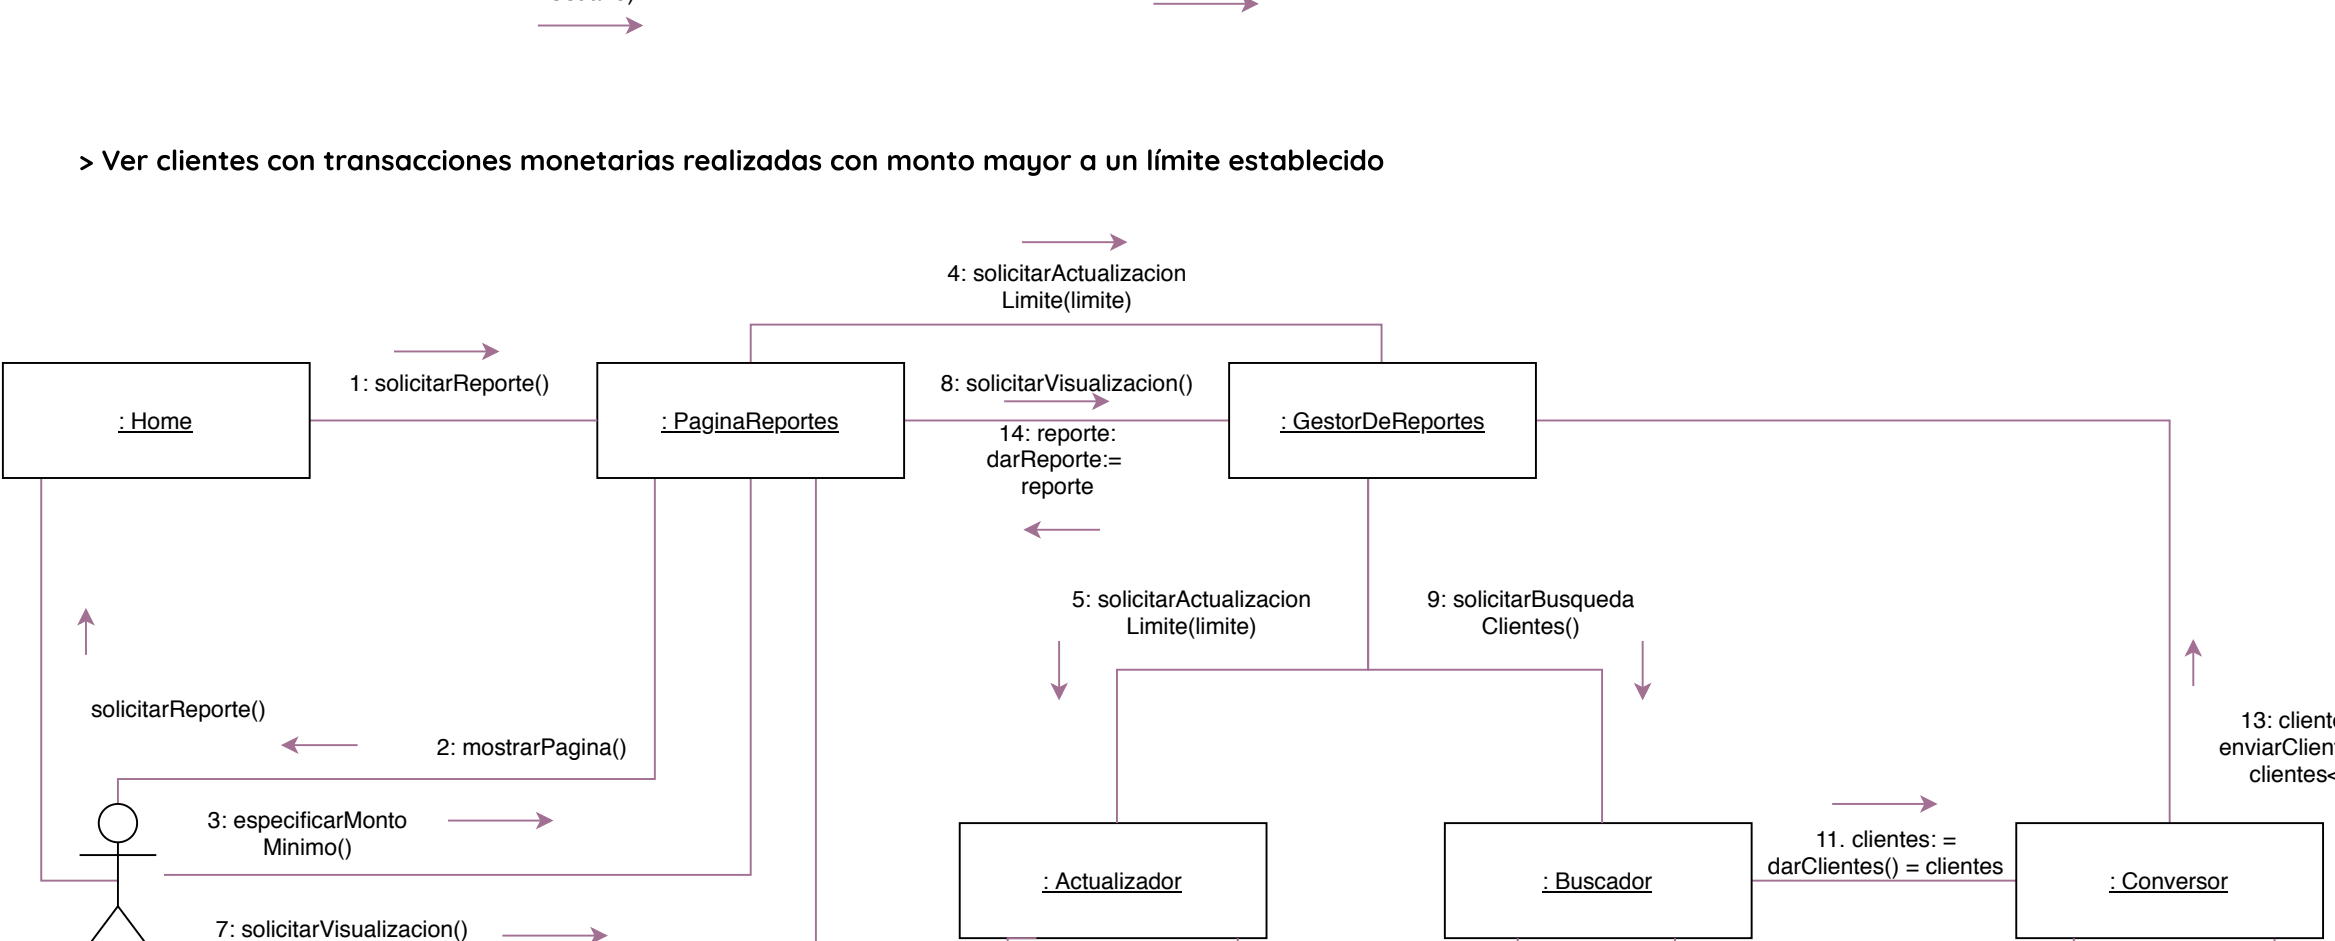 > Ver clientes con transacciones monetarias realizadas con monto mayor a un límite establecido
4: solicitarActualizacion
Limite(limite)
1: solicitarReporte()
8: solicitarVisualizacion()
: Home
: PaginaReportes
: GestorDeReportes
14: reporte:
darReporte:=
reporte
5: solicitarActualizacion
Limite(limite)
9: solicitarBusqueda
Clientes()
solicitarReporte()
2: mostrarPagina()
13:
3: especificarMonto
Minimo()
11. clientes: =
darClientes() = clientes
: Actualizador
: Buscador
: Conversor
7: solicitarVisualizacion()